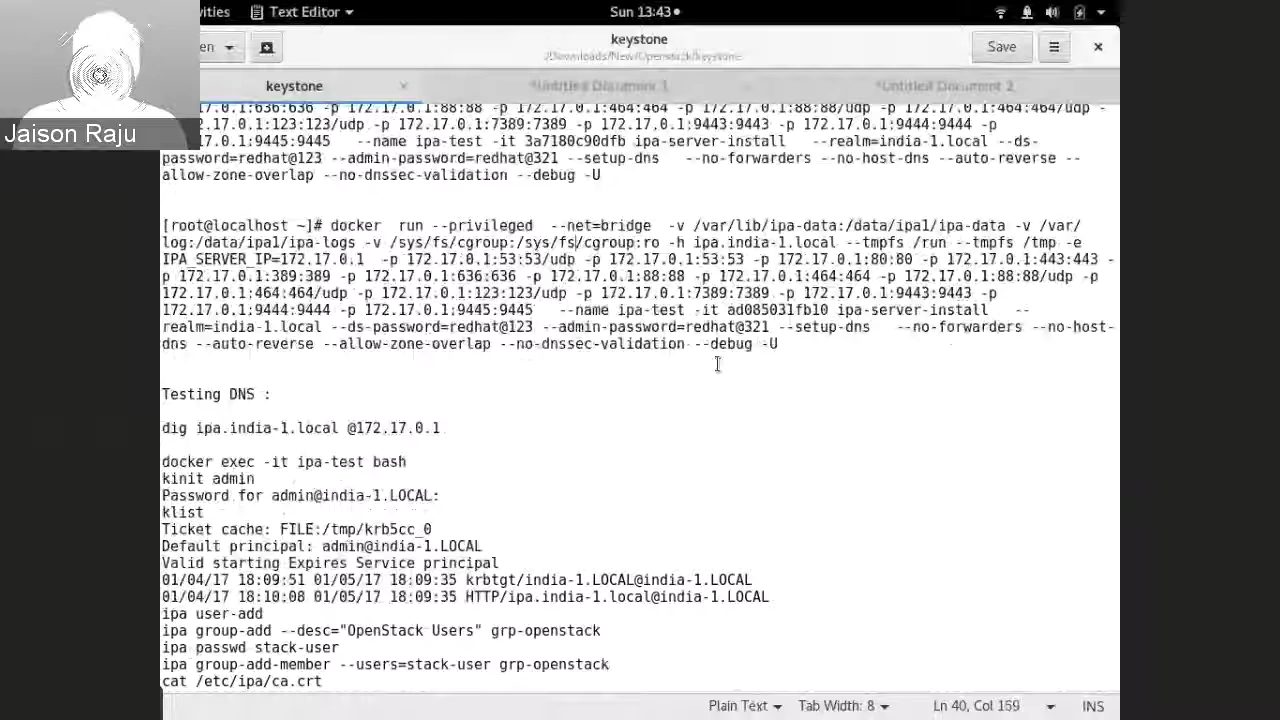 vities Text Editor Sun 13:43
en keystone Save
~/Downloads/New/Openstack/keystone
keystone *Untitled Document 1 *Untitled Document 2
.17.0.1:636:636 -p 172.17.0.1:88:88 -p 172.17.0.1:464:464 -p 172.17.0.1:88:88/udp -p 172.17.0.1:464:464/udp -
.17.0.1:123:123/udp -p 172.17.0.1:7389:7389 -p 172.17.0.1:9443:9443 -p 172.17.0.1:9444:9444 -p
.17.0.1:9445:9445 --name ipa-test -it 3a7180c90dfb ipa-server-install --realm=india-1.local --ds-
password=redhat@123 --admin-password=redhat@321 --setup-dns --no-forwarders --no-host-dns --auto-reverse --
allow-zone-overlap --no-dnssec-validation --debug -U
[root@localhost ~]# docker run --privileged --net=bridge -v /var/lib/ipa-data:/data/ipa1/ipa-data -v /var/
log:/data/ipa1/ipa-logs -v /sys/fs/cgroup:/sys/fs/cgroup:ro -h ipa.india-1.local --tmpfs /run --tmpfs /tmp -e
IPA_SERVER_IP=172.17.0.1 -p 172.17.0.1:53:53/udp -p 172.17.0.1:53:53 -p 172.17.0.1:80:80 -p 172.17.0.1:443:443 -
p 172.17.0.1:389:389 -p 172.17.0.1:636:636 -p 172.17.0.1:88:88 -p 172.17.0.1:464:464 -p 172.17.0.1:88:88/udp -p
172.17.0.1:464:464/udp -p 172.17.0.1:123:123/udp -p 172.17.0.1:7389:7389 -p 172.17.0.1:9443:9443 -p
172.17.0.1:9444:9444 -p 172.17.0.1:9445:9445 --name ipa-test -it ad085031fb10 ipa-server-install --
realm=india-1.local --ds-password=redhat@123 --admin-password=redhat@321 --setup-dns --no-forwarders --no-host-
dns --auto-reverse --allow-zone-overlap --no-dnssec-validation --debug -U
Testing DNS :
dig ipa.india-1.local @172.17.0.1
docker exec -it ipa-test bash
kinit admin
Password for admin@india-1.LOCAL:
klist
Ticket cache: FILE:/tmp/krb5cc_0
Default principal: admin@india-1.LOCAL
Valid starting Expires Service principal
01/04/17 18:09:51 01/05/17 18:09:35 krbtgt/india-1.LOCAL@india-1.LOCAL
01/04/17 18:10:08 01/05/17 18:09:35 HTTP/ipa.india-1.local@india-1.LOCAL
ipa user-add
ipa group-add --desc="OpenStack Users" grp-openstack
ipa passwd stack-user
ipa group-add-member --users=stack-user grp-openstack
cat /etc/ipa/ca.crt
Plain Text Tab Width: 8 Ln 40, Col 159 INS
Jaison Raju